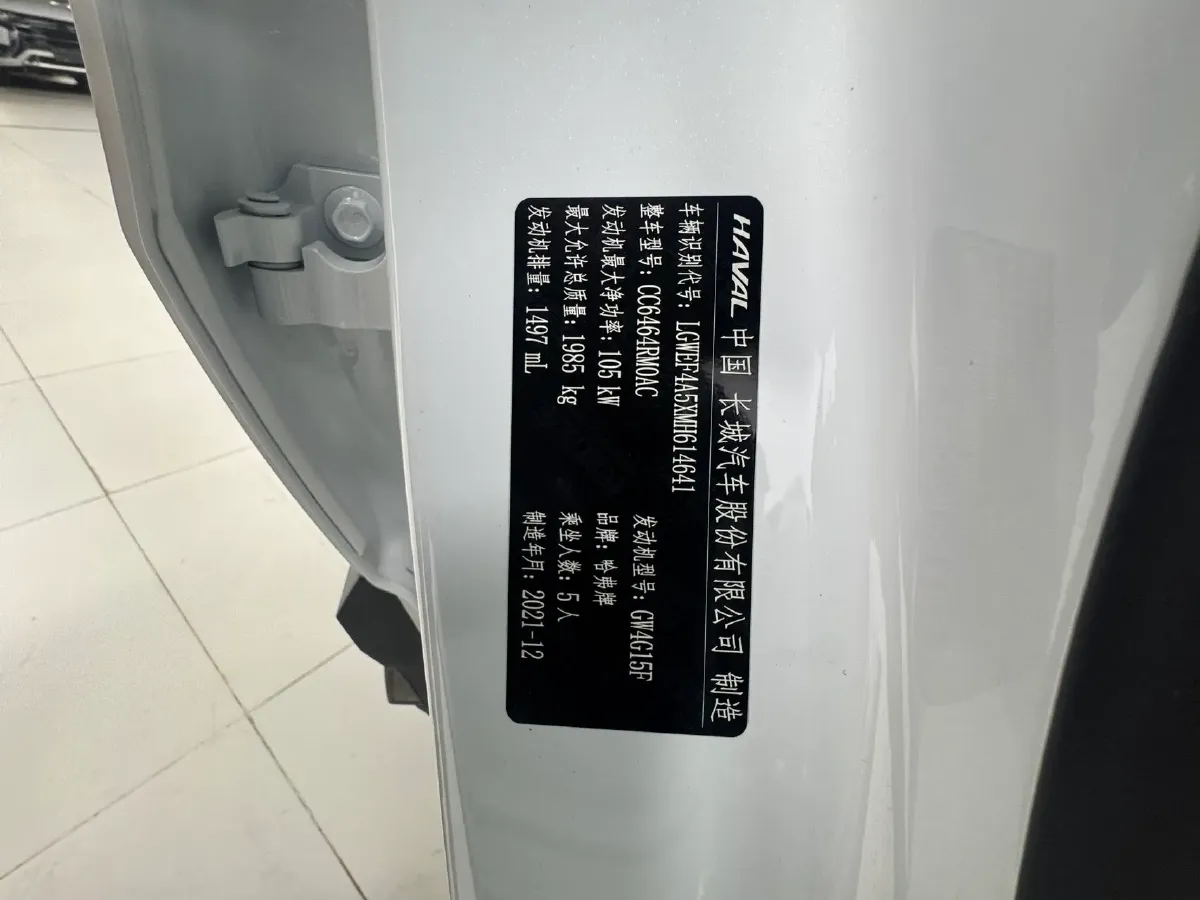 HAVAL 中国 长城汽车股份有限公司 制造
车辆识别代号: LGWEF4A5XMH614641
整车型号: CC6464RM0AC 发动机型号: GW4G15F
发动机最大净功率: 105 kW 品牌: 哈弗牌
最大允许总质量: 1985 kg 乘坐人数: 5 人
发动机排量: 1497 mL 制造年月: 2021-12